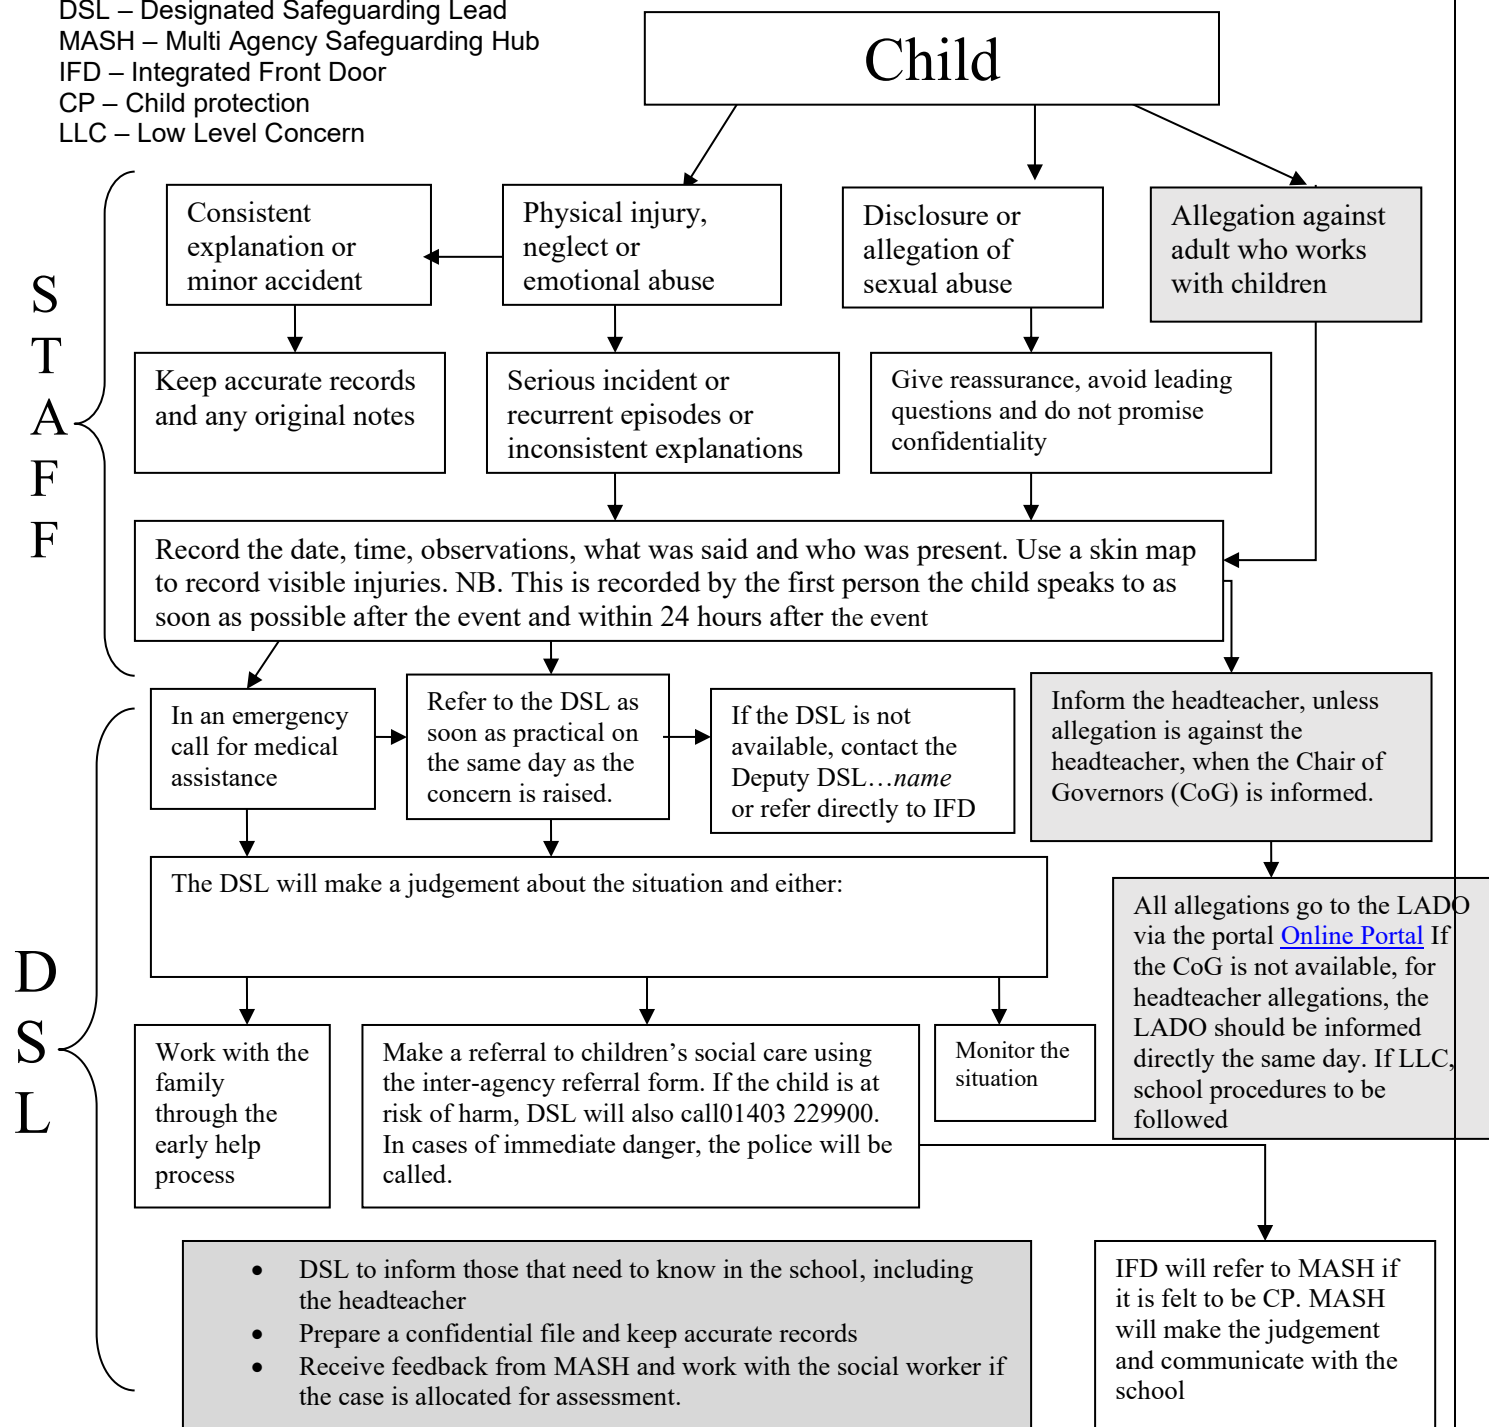 DSL – Designated Safeguarding Lead
MASH – Multi Agency Safeguarding Hub
IFD – Integrated Front Door
CP – Child protection
LLC – Low Level Concern
Child
Consistent
explanation or
minor accident
Physical injury,
neglect or
emotional abuse
Disclosure or
allegation of
sexual abuse
Allegation against
adult who works
with children
S
T
A
F
F
Keep accurate records
and any original notes
Serious incident or
recurrent episodes or
inconsistent explanations
Give reassurance, avoid leading
questions and do not promise
confidentiality
Record the date, time, observations, what was said and who was present. Use a skin map
to record visible injuries. NB. This is recorded by the first person the child speaks to as
soon as possible after the event and within 24 hours after the event
In an emergency
call for medical
assistance
Refer to the DSL as
soon as practical on
the same day as the
concern is raised.
If the DSL is not
available, contact the
Deputy DSL…name
or refer directly to IFD
Inform the headteacher, unless
allegation is against the
headteacher, when the Chair of
Governors (CoG) is informed.
The DSL will make a judgement about the situation and either:
All allegations go to the LADO
via the portal Online Portal If
the CoG is not available, for
headteacher allegations, the
LADO should be informed
directly the same day. If LLC,
school procedures to be
followed
D
S
L
Work with the
family
through the
early help
process
Make a referral to children’s social care using
the inter-agency referral form. If the child is at
risk of harm, DSL will also call01403 229900.
In cases of immediate danger, the police will be
called.
Monitor the
situation
• DSL to inform those that need to know in the school, including
the headteacher
• Prepare a confidential file and keep accurate records
• Receive feedback from MASH and work with the social worker if
the case is allocated for assessment.
IFD will refer to MASH if
it is felt to be CP. MASH
will make the judgement
and communicate with the
school